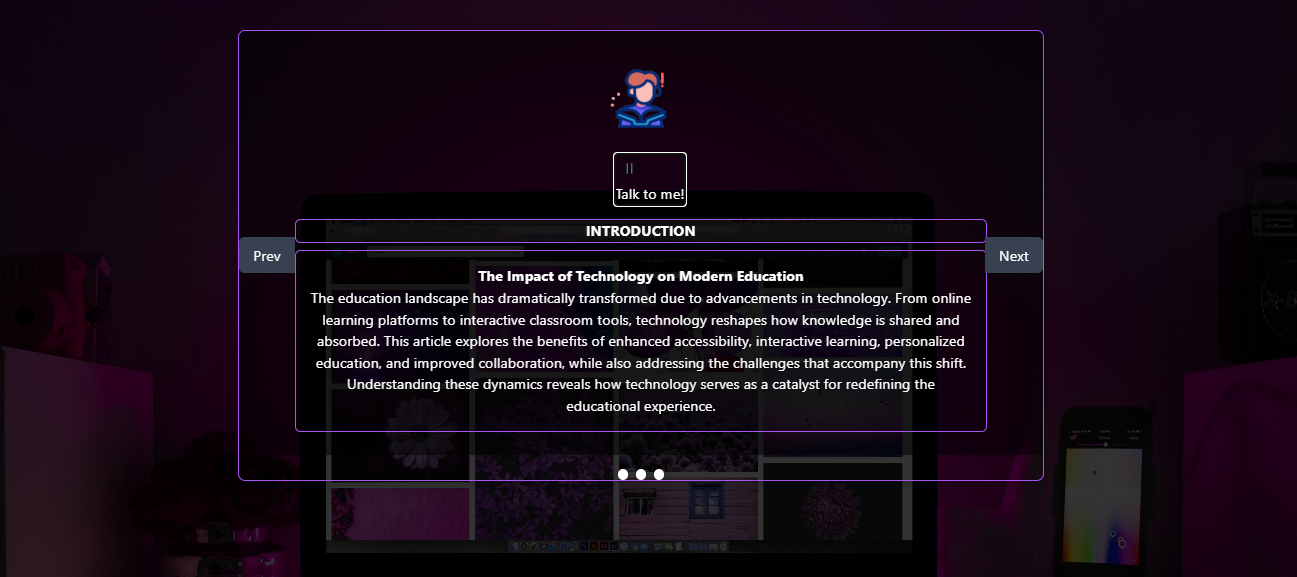 Talk to me!
INTRODUCTION
Prev
Next
The Impact of Technology on Modern Education
The education landscape has dramatically transformed due to advancements in technology. From online
learning platforms to interactive classroom tools, technology reshapes how knowledge is shared and
absorbed. This article explores the benefits of enhanced accessibility, interactive learning, personalized
education, and improved collaboration, while also addressing the challenges that accompany this shift.
Understanding these dynamics reveals how technology serves as a catalyst for redefining the
educational experience.